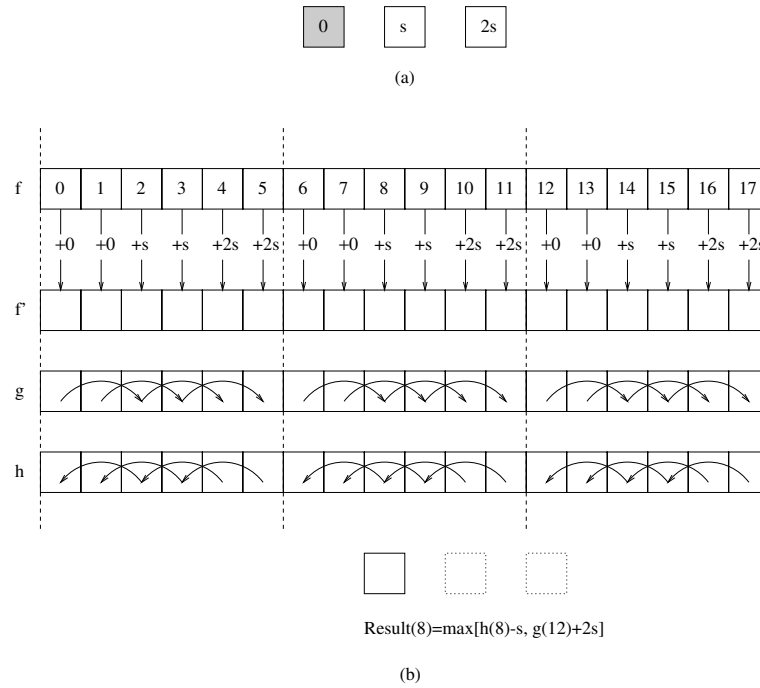 0 s 2s
(a)
f 0 1 2 3 4 5 6 7 8 9 10 11 12 13 14 15 16 17
+0 +0 +s +s +2s +2s +0 +0 +s +s +2s +2s +0 +0 +s +s +2s +2s
f'
g
h
Result(8)=max[h(8)-s, g(12)+2s]
(b)